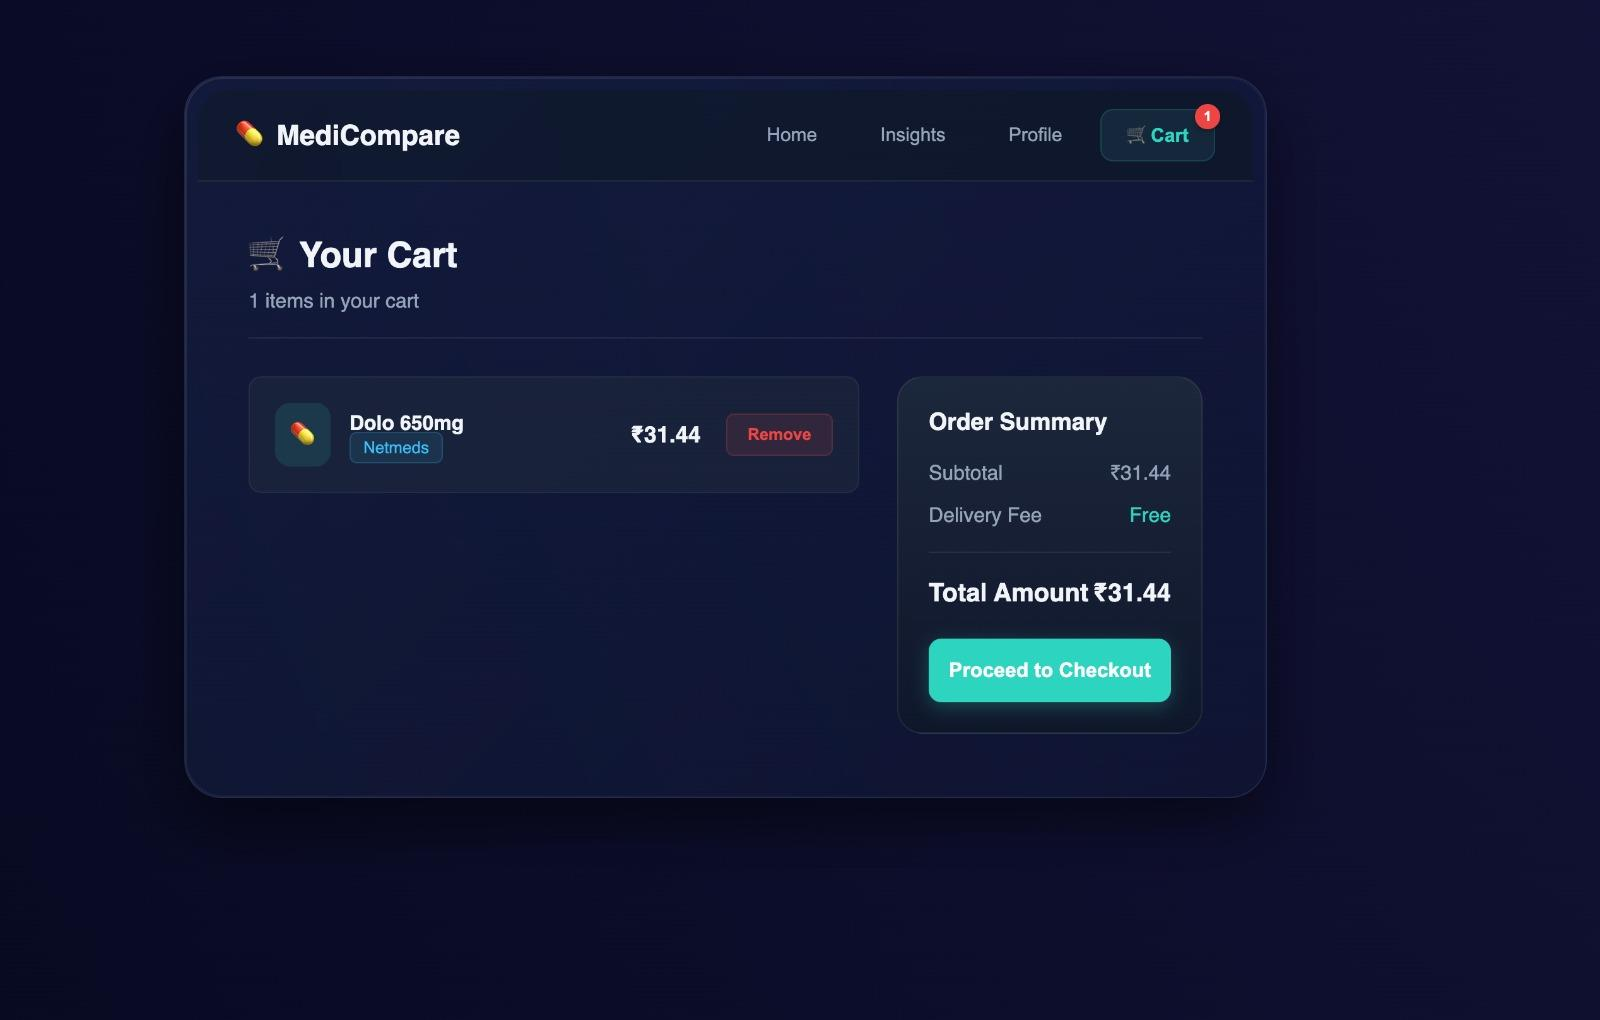 MediCompare
Home
Insights
Profile
Cart
1
Your Cart
1 items in your cart
Dolo 650mg
Netmeds
₹31.44
Remove
Order Summary
Subtotal ₹31.44
Delivery Fee Free
Total Amount ₹31.44
Proceed to Checkout